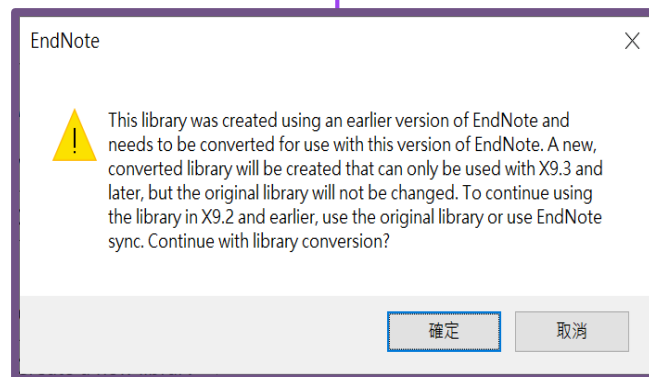 EndNote
This library was created using an earlier version of EndNote and
needs to be converted for use with this version of EndNote. A new,
converted library will be created that can only be used with X9.3 and
later, but the original library will not be changed. To continue using
the library in X9.2 and earlier, use the original library or use EndNote
sync. Continue with library conversion?
確定
取消